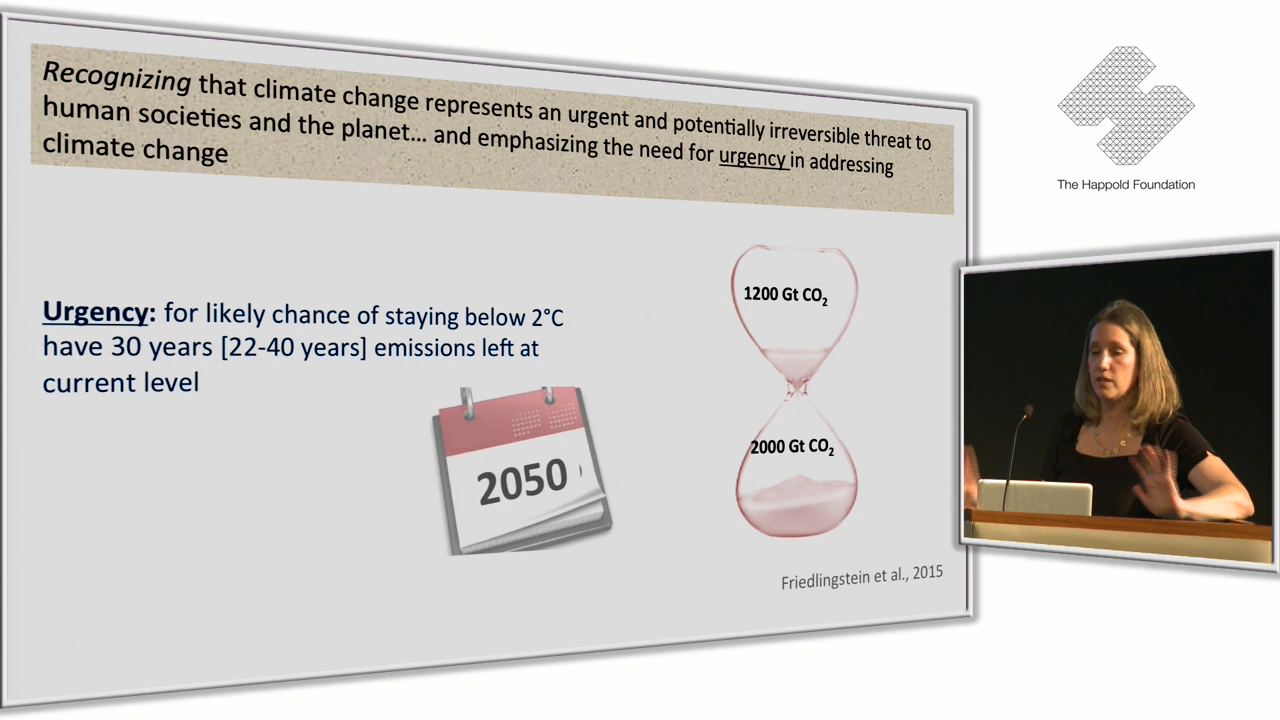 Recognizing that climate change represents an urgent and potentially irreversible threat to
human societies and the planet... and emphasizing the need for urgency in addressing
climate change
Urgency: for likely chance of staying below 2°C
have 30 years [22-40 years] emissions left at
current level
2050
1200 Gt CO₂
2000 Gt CO₂
Friedlingstein et al., 2015
The Happold Foundation